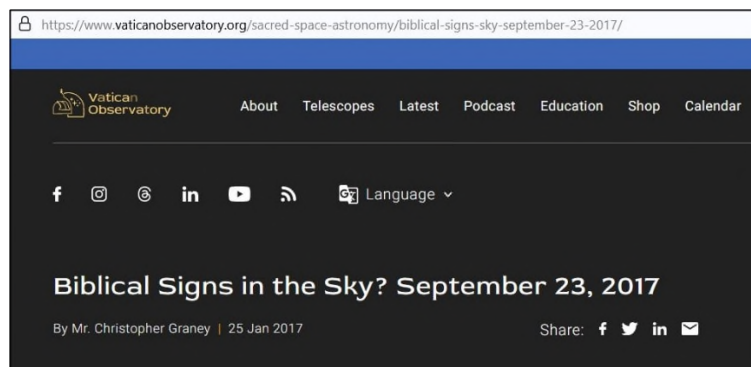 https://www.vaticanobservatory.org/sacred-space-astronomy/biblical-signs-sky-september-23-2017/
Vatican
Observatory
About Telescopes Latest Podcast Education Shop Calendar
Language
Biblical Signs in the Sky? September 23, 2017
By Mr. Christopher Graney | 25 Jan 2017 Share: